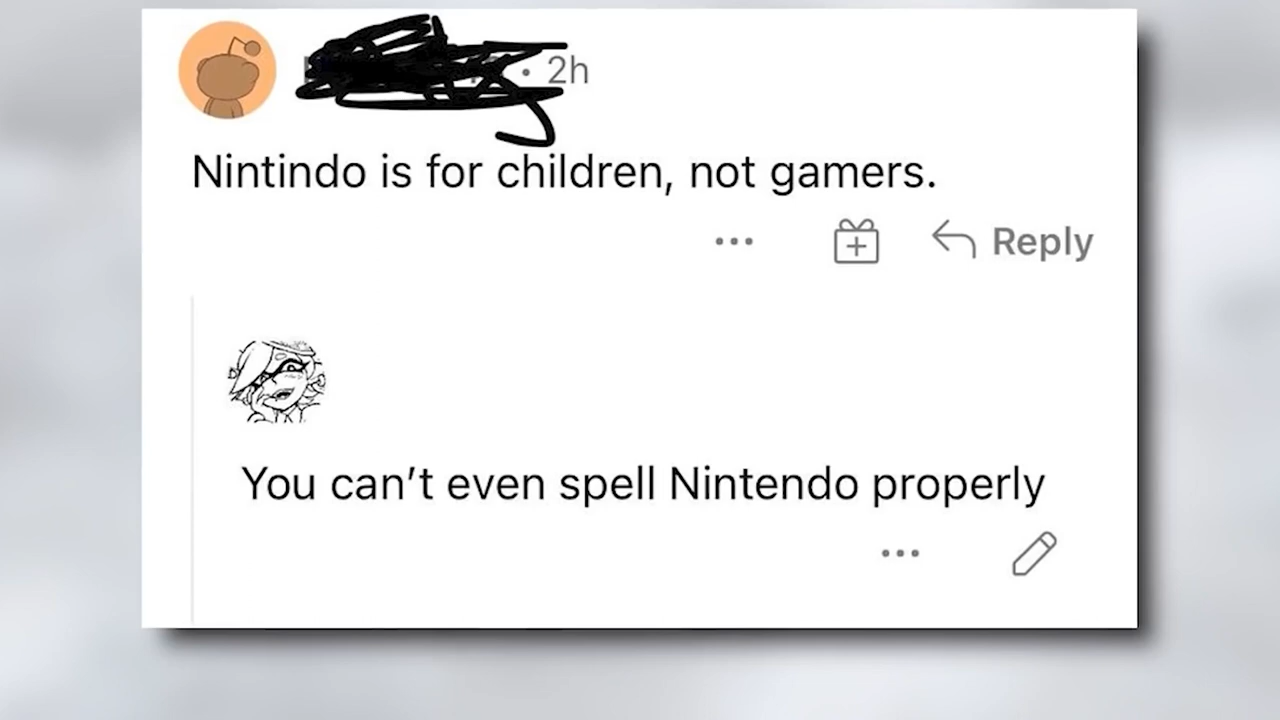 • 2h
Nintindo is for children, not gamers.
Reply
You can't even spell Nintendo properly